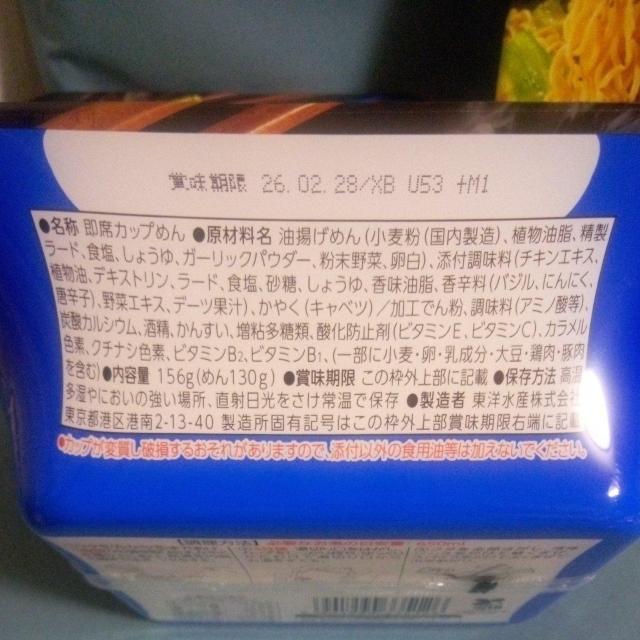 賞味期限 26.02.28/XB U53 +M1
●名称 即席カップめん ●原材料名 油揚げめん(小麦粉(国内製造)、植物油脂、精製
ラード、食塩、しょうゆ、ガーリックパウダー、粉末野菜、卵白)、添付調味料(チキンエキス、
植物油、デキストリン、ラード、食塩、砂糖、しょうゆ、香味油脂、香辛料(バジル、にんにく、
唐辛子)、野菜エキス、デーツ果汁)、かやく(キャベツ)/加工でん粉、調味料(アミノ酸等)、
炭酸カルシウム、酒精、かんすい、増粘多糖類、酸化防止剤(ビタミンE、ビタミンC)、カラメル
色素、クチナシ色素、ビタミンB₂、ビタミンB₁、(一部に小麦・卵・乳成分・大豆・鶏肉・豚肉
を含む)●内容量 156g(めん130g) ●賞味期限 この枠外上部に記載 ●保存方法 高温
多湿やにおいの強い場所、直射日光をさけ常温で保存 ●製造者 東洋水産株式会社
東京都港区港南2-13-40 製造所固有記号はこの枠外上部賞味期限右端に記載
●カップが変質し破損するおそれがありますので、添付以外の食用油等は加えないでください。
【調理方法】